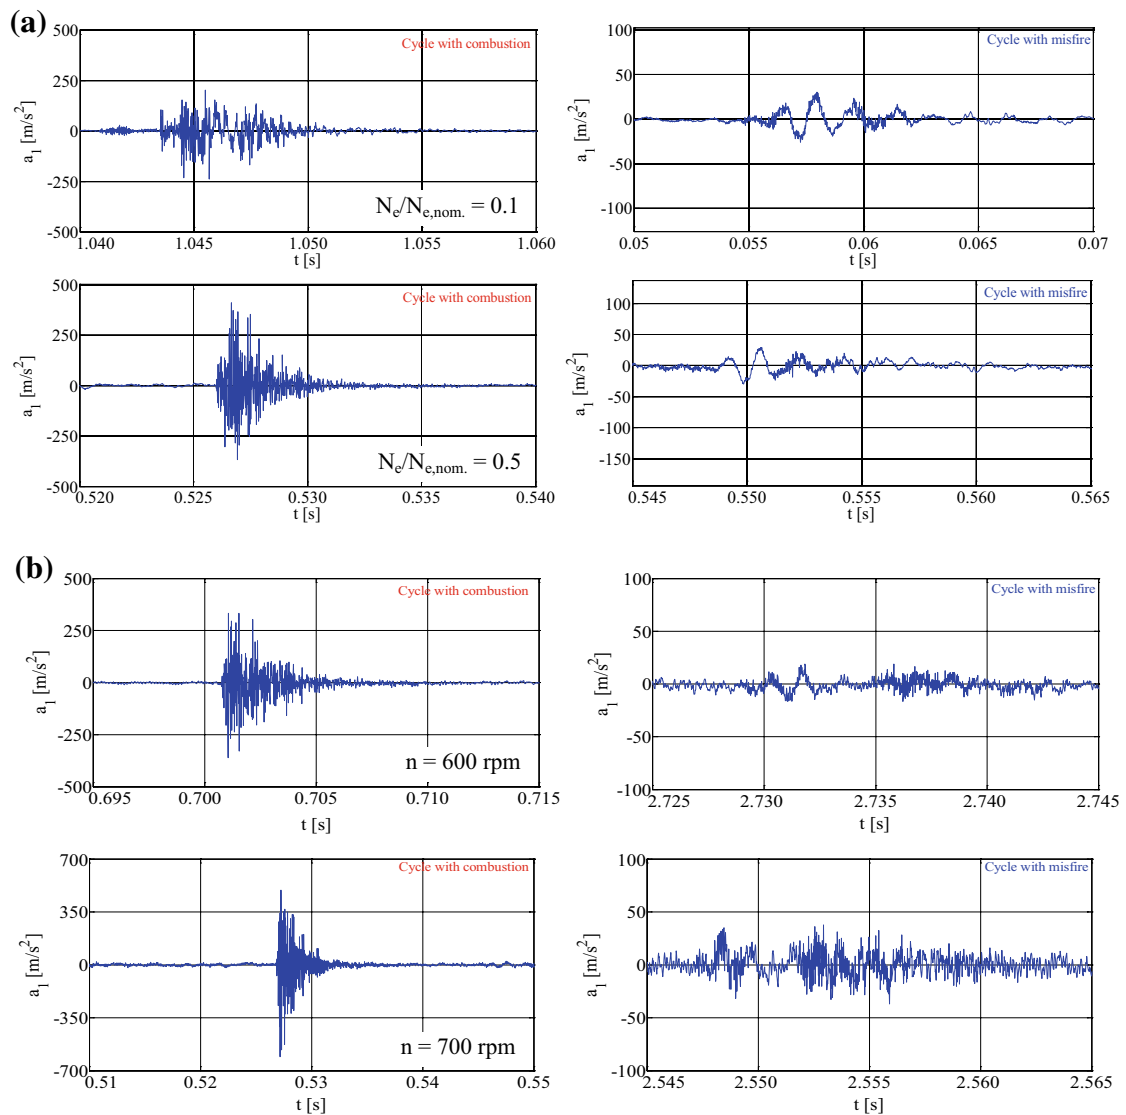 (a)
500
250
0
-250
-500
a1 [m/s2]
Cycle with combustion
Ne/Ne,nom. = 0.1
1.040 1.045 1.050 1.055 1.060
t [s]
100
50
0
-50
-100
a1 [m/s2]
Cycle with misfire
0.05 0.055 0.06 0.065 0.07
t [s]
500
250
0
-250
-500
a1 [m/s2]
Cycle with combustion
Ne/Ne,nom. = 0.5
0.520 0.525 0.530 0.535 0.540
t [s]
100
50
0
-50
-100
-150
a1 [m/s2]
Cycle with misfire
0.545 0.550 0.555 0.560 0.565
t [s]
(b)
500
250
0
-250
-500
a1 [m/s2]
Cycle with combustion
n = 600 rpm
0.695 0.700 0.705 0.710 0.715
t [s]
100
50
0
-50
-100
a1 [m/s2]
Cycle with misfire
2.725 2.730 2.735 2.740 2.745
t [s]
700
350
0
-350
-700
a1 [m/s2]
Cycle with combustion
n = 700 rpm
0.51 0.52 0.53 0.54 0.55
t [s]
100
50
0
-50
-100
a1 [m/s2]
Cycle with misfire
2.545 2.550 2.555 2.560 2.565
t [s]